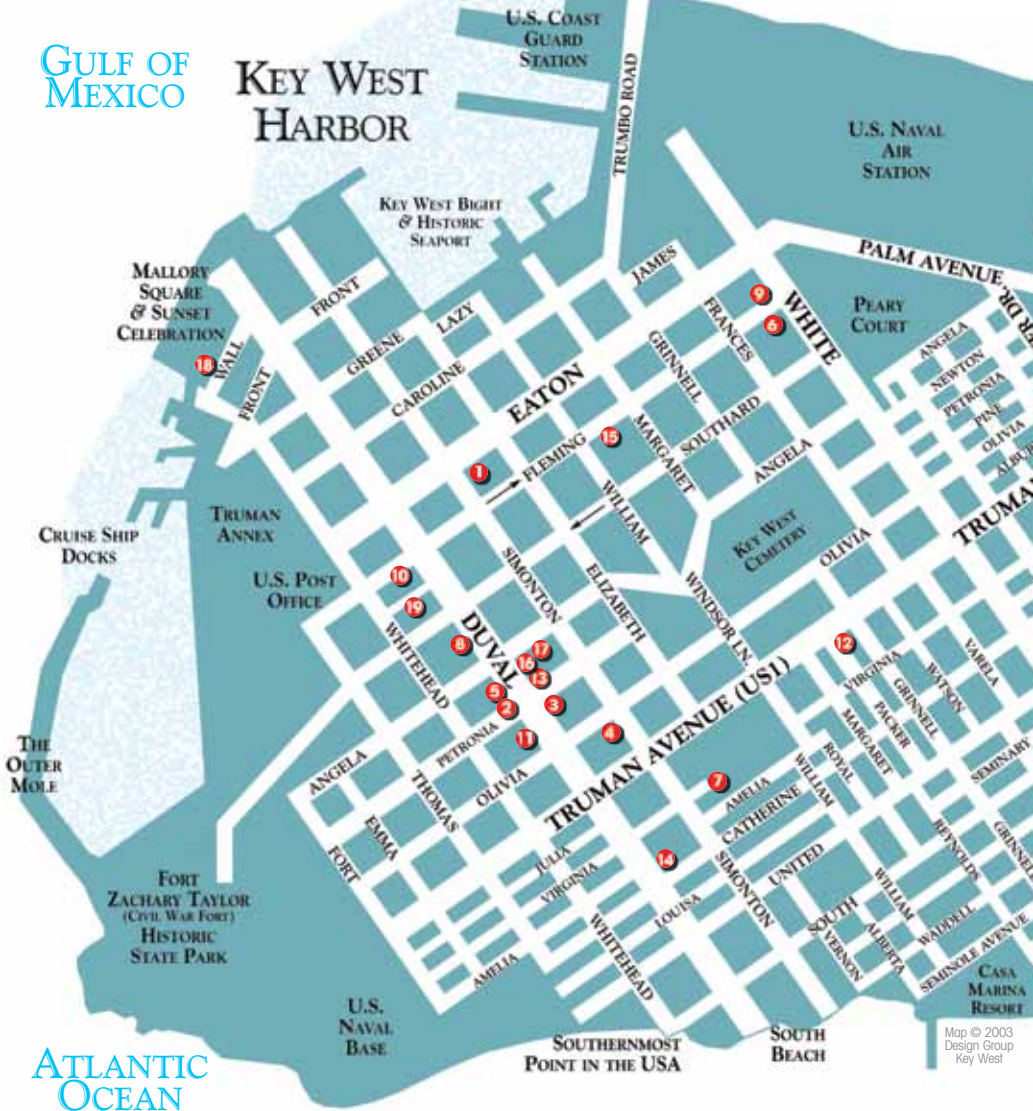 GULF OF
MEXICO
KEY WEST
HARBOR
U.S. COAST
GUARD
STATION
TRUMBO ROAD
U.S. NAVAL
AIR
STATION
KEY WEST BIGHT
& HISTORIC
SEAPORT
MALLORY
SQUARE
& SUNSET
CELEBRATION
18
WALL
FRONT
FRONT
GREENE
LAZY
CAROLINE
JAMES
PALM AVENUE
PEARY
COURT
9
6
WHITE
FRANCES
GRINNELL
EATON
ANGELA
NEWTON
PETRONIA
PINE
OLIVIA
1
FLEMING
15
MARGARET
SOUTHARD
ANGELA
WILLIAM
TRUMAN
ANNEX
CRUISE SHIP
DOCKS
U.S. POST
OFFICE
KEY WEST
CEMETERY
OLIVIA
TRUMAN
SIMONTON
ELIZABETH
WINDSOR LN.
10
19
8
DUVAL
17
16
13
5
2
3
11
4
WHITEHEAD
PETRONIA
12
VIRGINIA
GRINNELL
WATSON
VARELA
PACKER
MARGARET
ROYAL
WILLIAM
THE
OUTER
MOLE
ANGELA
THOMAS
OLIVIA
TRUMAN AVENUE (US1)
7
AMELIA
CATHERINE
SEMINARY
EMMA
FORT
JULIA
VIRGINIA
14
SIMONTON
UNITED
REYNOLDS
LOUISA
WHITEHEAD
AMELIA
SOUTH
VERNON
WILLIAM
ALBERTA
WADDELL
SEMINOLE AVENUE
FORT
ZACHARY TAYLOR
(CIVIL WAR FORT)
HISTORIC
STATE PARK
U.S.
NAVAL
BASE
CASA
MARINA
RESORT
SOUTHERNMOST
POINT IN THE USA
SOUTH
BEACH
Map © 2003
Design Group
Key West
ATLANTIC
OCEAN